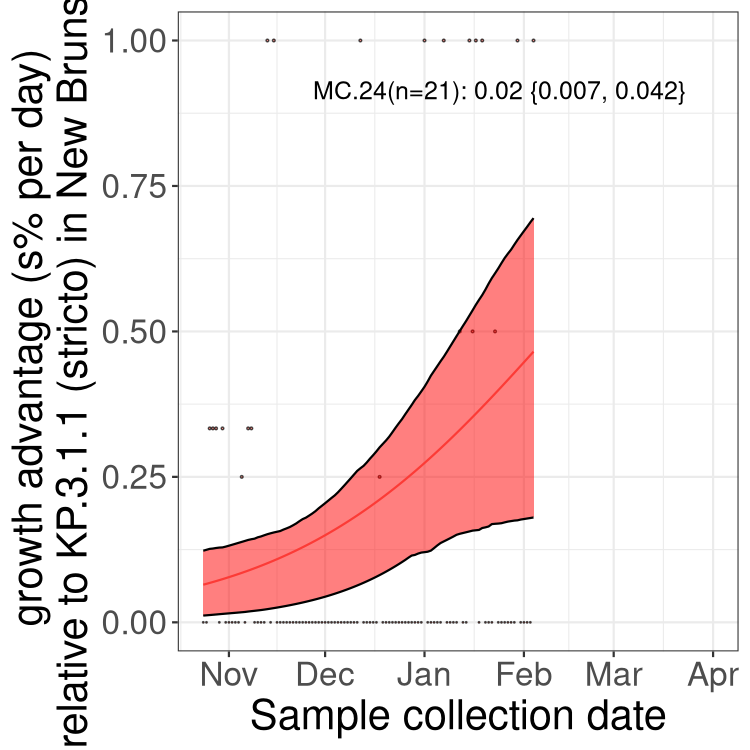 growth advantage (s% per day)
relative to KP.3.1.1 (stricto) in New Bruns
1.00
0.75
0.50
0.25
0.00
MC.24(n=21): 0.02 {0.007, 0.042}
Nov Dec Jan Feb Mar Apr
Sample collection date